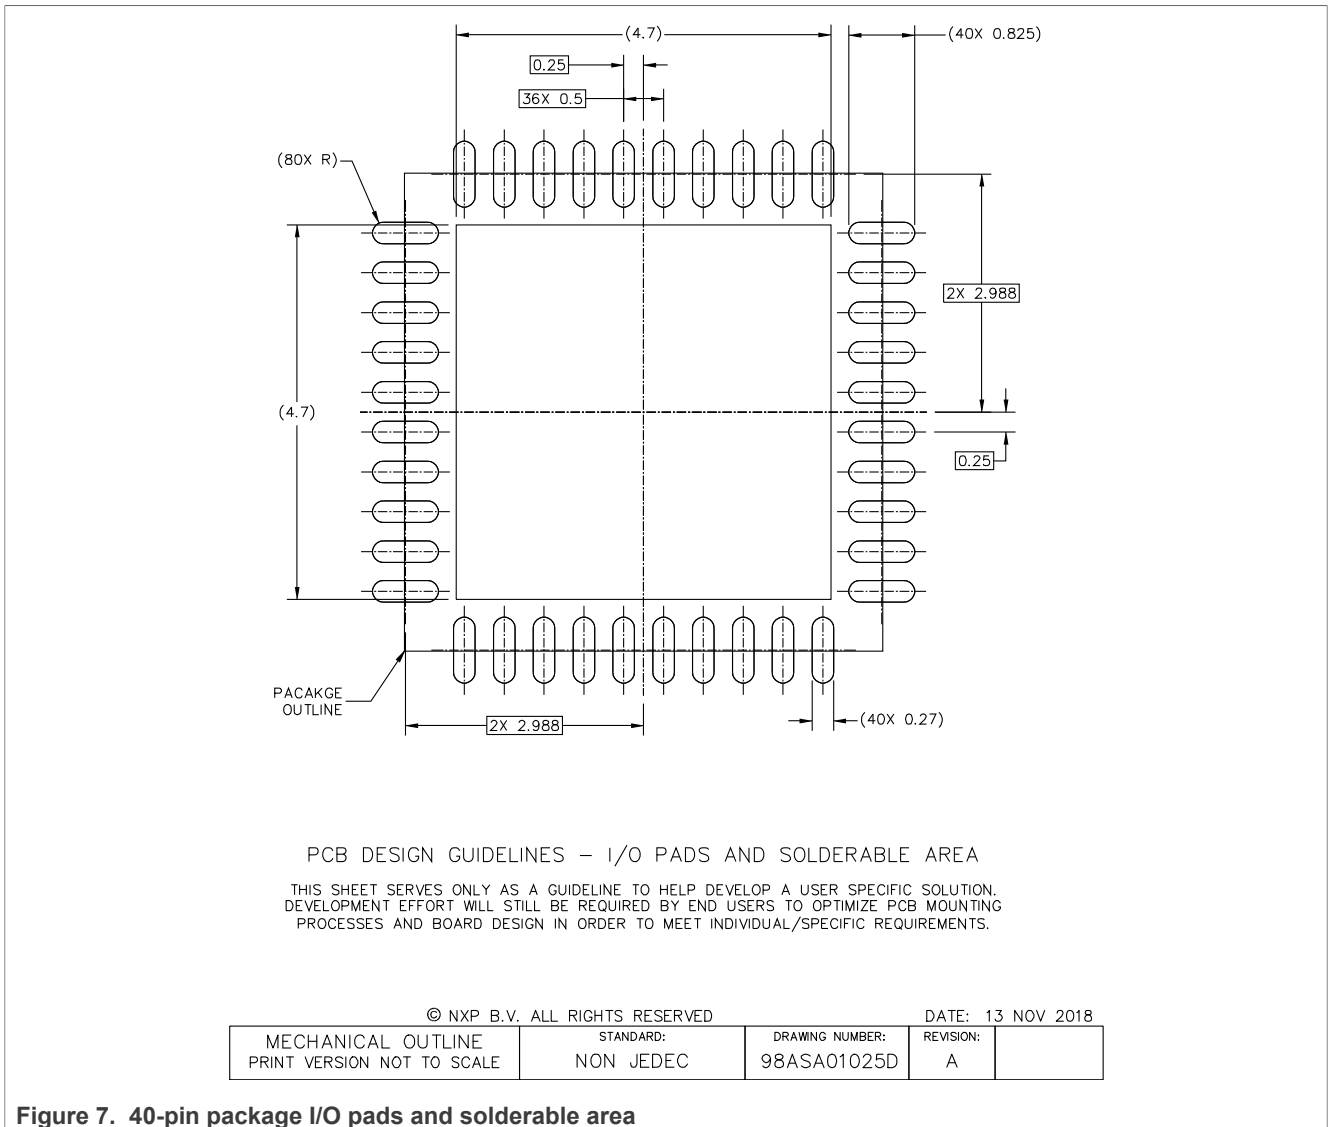 (4.7)
(40X 0.825)
0.25
36X 0.5
(80X R)
2X 2.988
(4.7)
0.25
PACAKGE
OUTLINE
2X 2.988
(40X 0.27)
PCB DESIGN GUIDELINES – I/O PADS AND SOLDERABLE AREA
THIS SHEET SERVES ONLY AS A GUIDELINE TO HELP DEVELOP A USER SPECIFIC SOLUTION.
DEVELOPMENT EFFORT WILL STILL BE REQUIRED BY END USERS TO OPTIMIZE PCB MOUNTING
PROCESSES AND BOARD DESIGN IN ORDER TO MEET INDIVIDUAL/SPECIFIC REQUIREMENTS.
© NXP B.V. ALL RIGHTS RESERVED
DATE: 13 NOV 2018
MECHANICAL OUTLINE
PRINT VERSION NOT TO SCALE
STANDARD:
NON JEDEC
DRAWING NUMBER:
98ASA01025D
REVISION:
A
Figure 7. 40-pin package I/O pads and solderable area